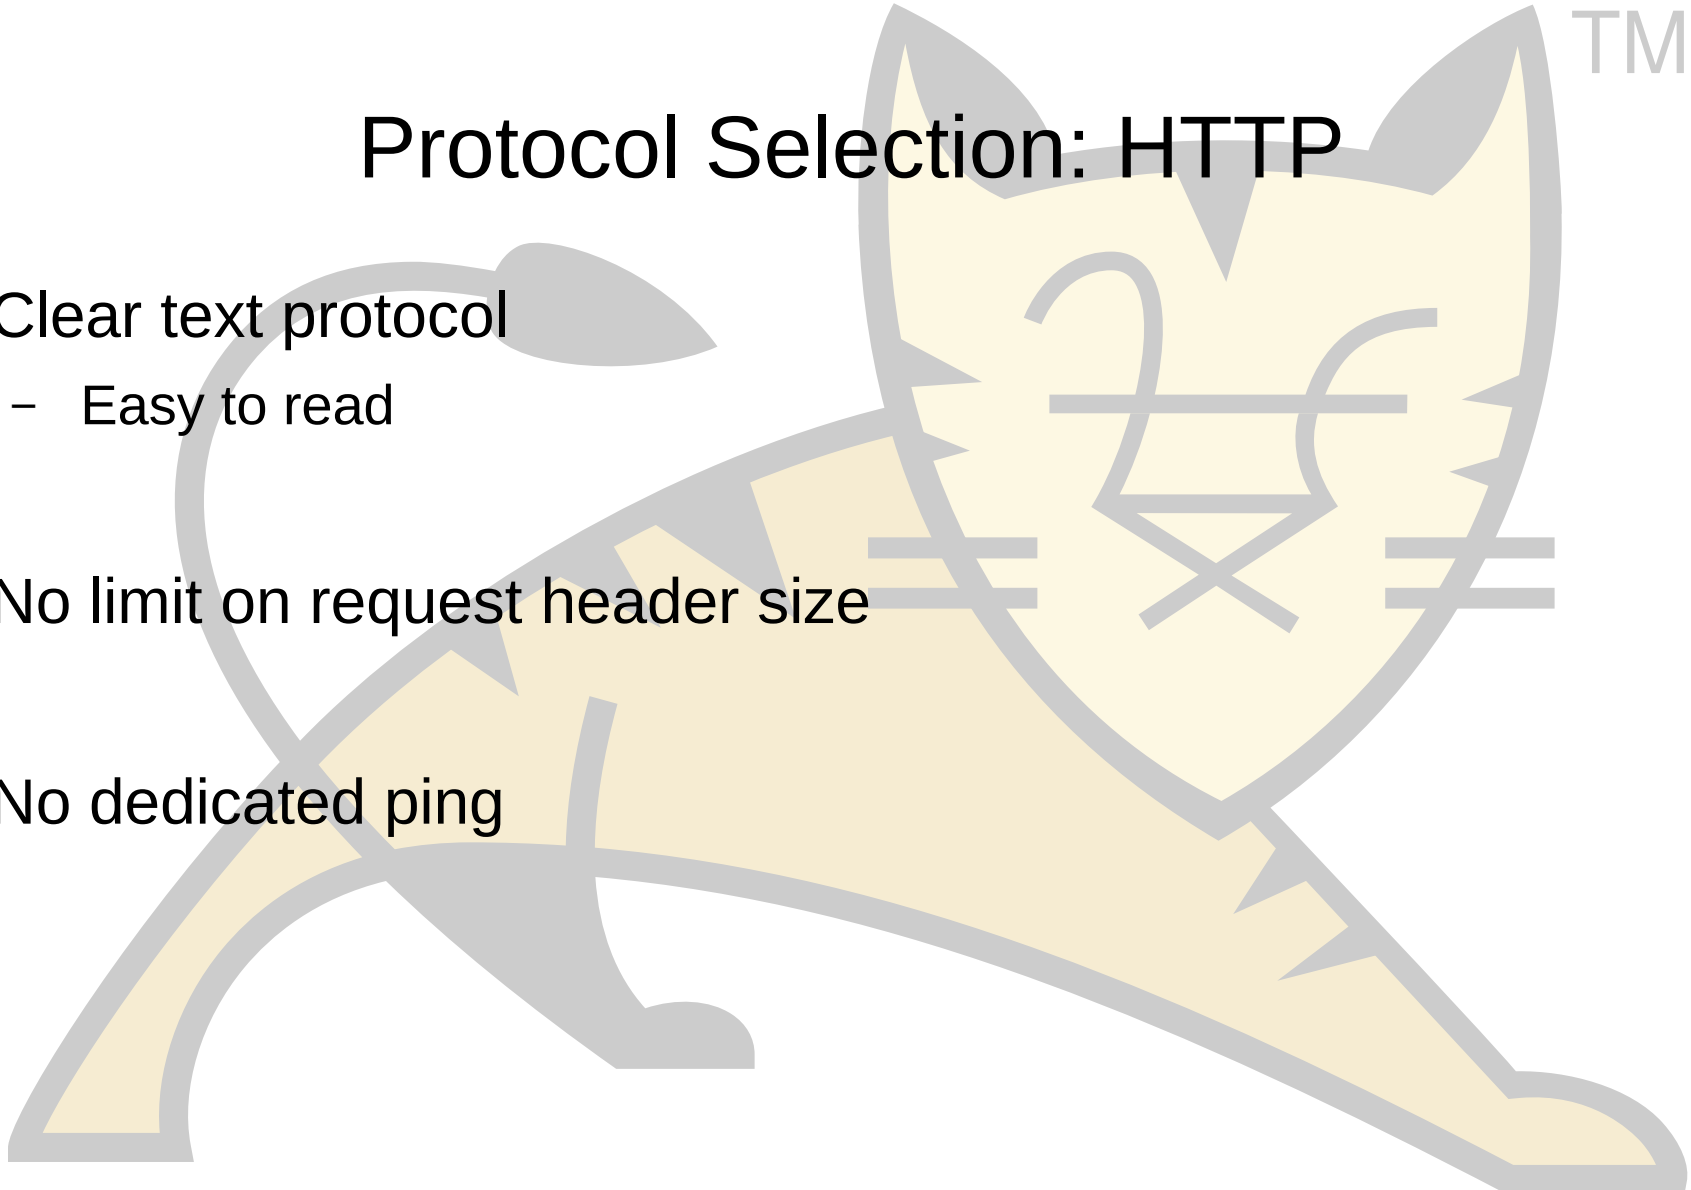 TM
Protocol Selection: HTTP
Clear text protocol
– Easy to read
No limit on request header size
No dedicated ping